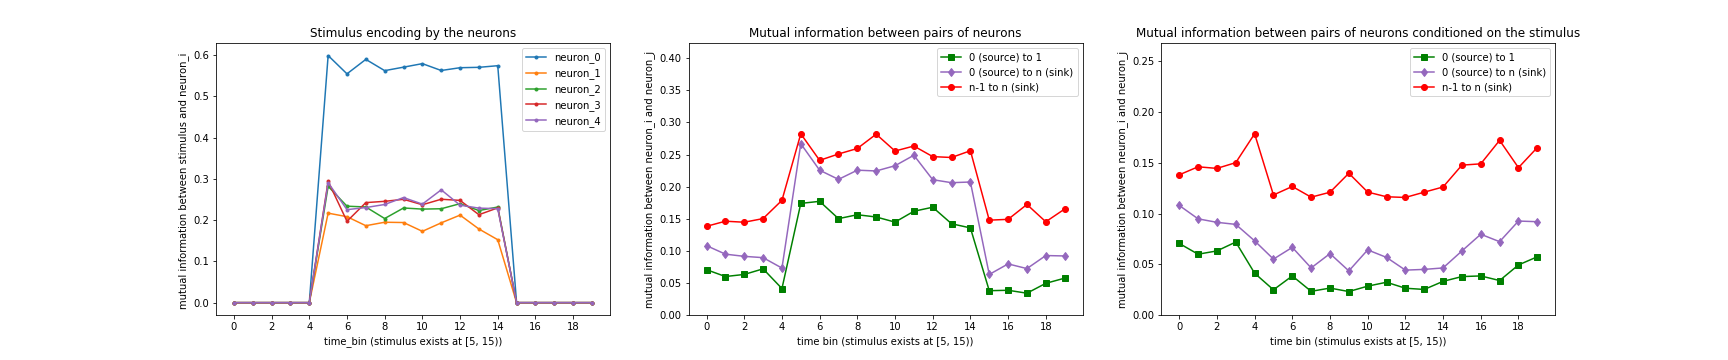 Stimulus encoding by the neurons
mutual information between stimulus and neuron_i
0.6
0.5
0.4
0.3
0.2
0.1
0.0
neuron_0
neuron_1
neuron_2
neuron_3
neuron_4
0 2 4 6 8 10 12 14 16 18
time_bin (stimulus exists at [5, 15))
Mutual information between pairs of neurons
mutual information between neuron_i and neuron_j
0.40
0.35
0.30
0.25
0.20
0.15
0.10
0.05
0.00
0 (source) to 1
0 (source) to n (sink)
n-1 to n (sink)
0 2 4 6 8 10 12 14 16 18
time bin (stimulus exists at [5, 15))
Mutual information between pairs of neurons conditioned on the stimulus
mutual information between neuron_i and neuron_j
0.25
0.20
0.15
0.10
0.05
0.00
0 (source) to 1
0 (source) to n (sink)
n-1 to n (sink)
0 2 4 6 8 10 12 14 16 18
time bin (stimulus exists at [5, 15))